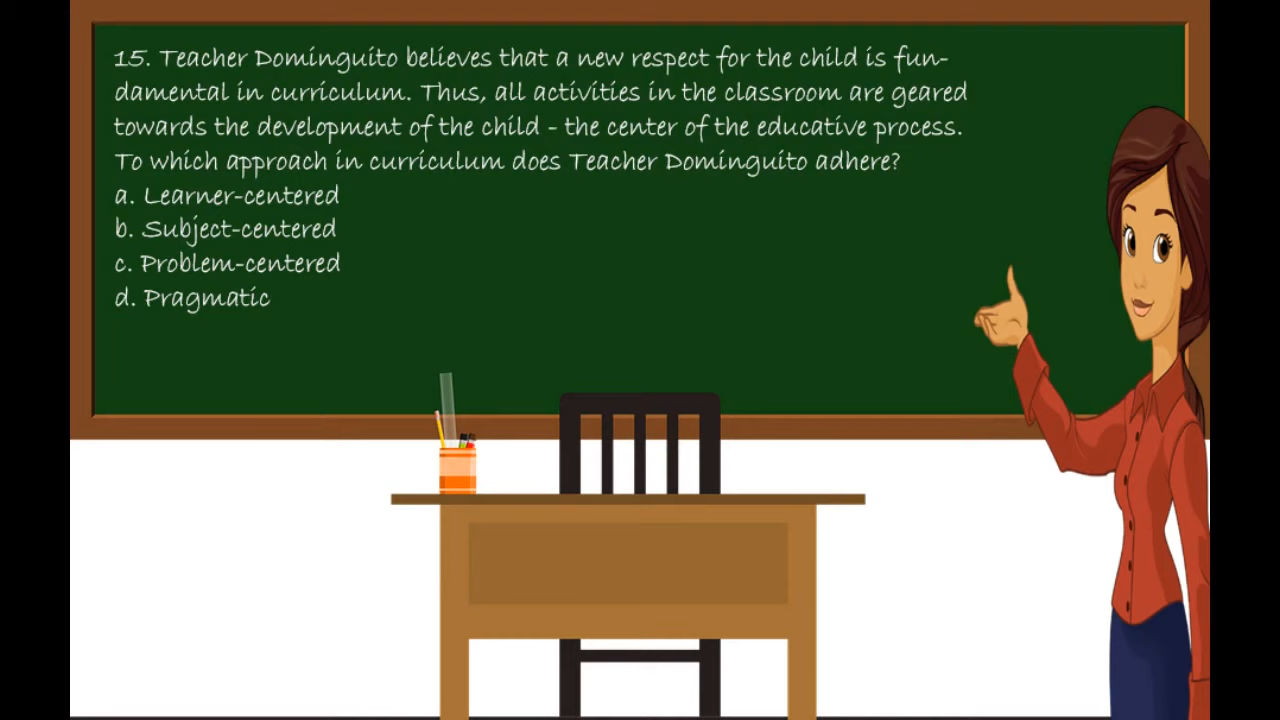 15. Teacher Dominguito believes that a new respect for the child is fun-
damental in curriculum. Thus, all activities in the classroom are geared
towards the development of the child - the center of the educative process.
To which approach in curriculum does Teacher Dominguito adhere?
a. Learner-centered
b. Subject-centered
c. Problem-centered
d. Pragmatic